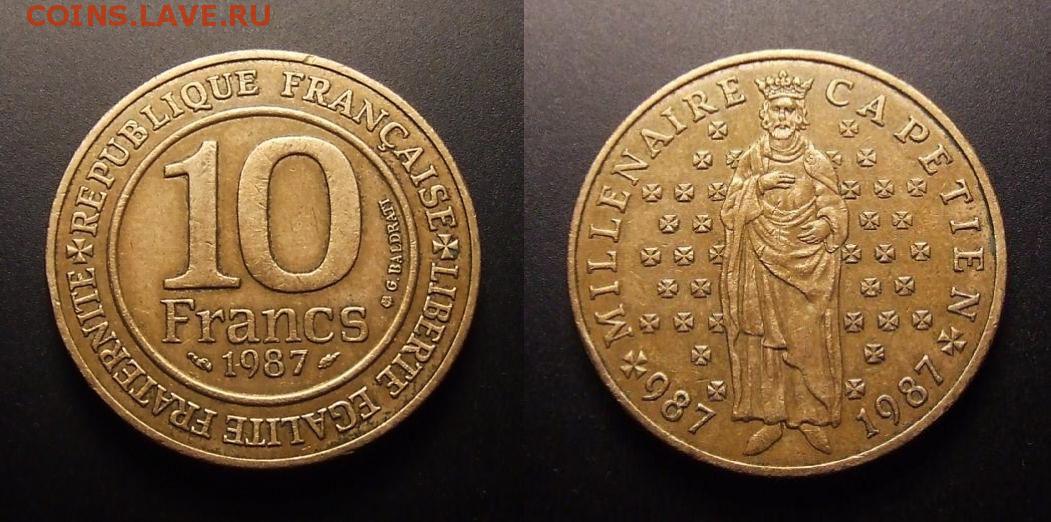 COINS.LAVE.RU
REPUBLIQUE FRANÇAISE
LIBERTE EGALITE FRATERNITE
10
Francs
1987
G. BALDRATI
MILLENAIRE CAPETIEN
987
1987